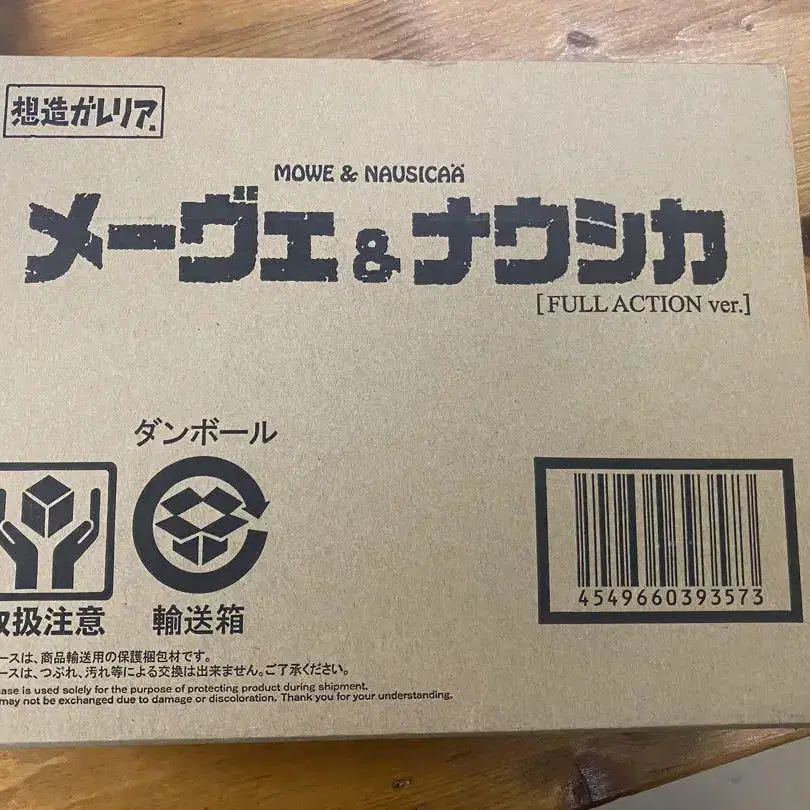 想造ガレリア.
MOWE & NAUSICAÄ
メーヴェ&ナウシカ
[FULL ACTION ver.]
ダンボール
取扱注意
輸送箱
4549660393573
ースは、商品輸送用の保護梱包材です。
ースは、つぶれ、汚れ等による交換は出来ません。ご了承ください。
ase is used solely for the purpose of protecting product during shipment.
may not be exchanged due to damage or discoloration. Thank you for your understanding.